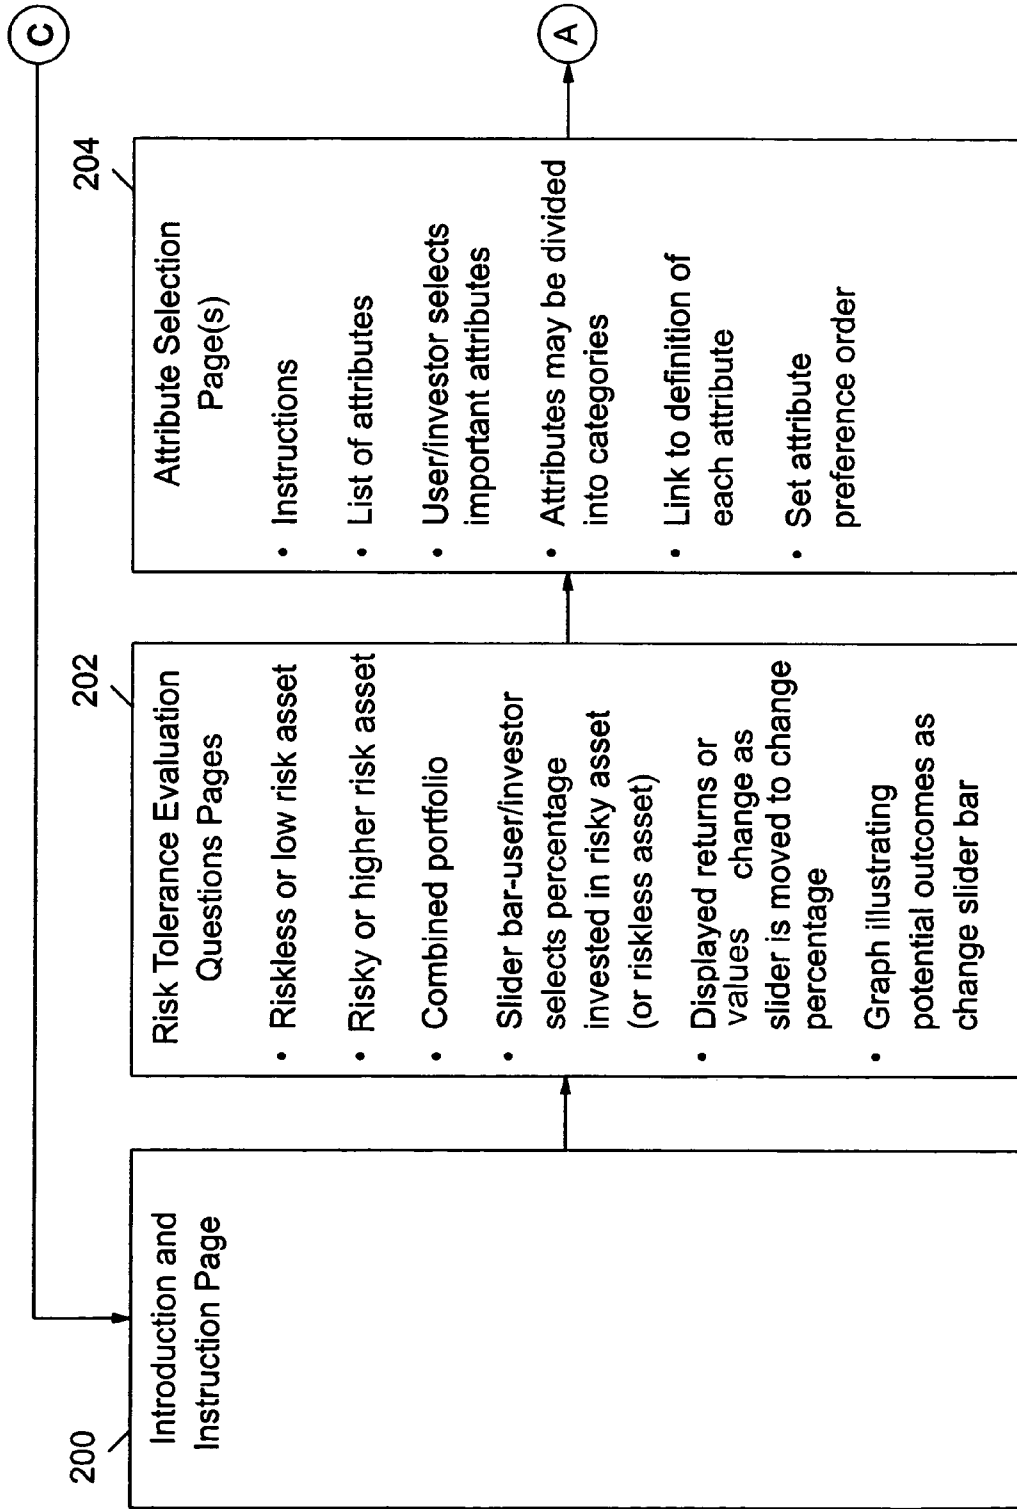 C
200
Introduction and
Instruction Page
202
Risk Tolerance Evaluation
Questions Pages
• Riskless or low risk asset
• Risky or higher risk asset
• Combined portfolio
• Slider bar-user/investor
selects percentage
invested in risky asset
(or riskless asset)
• Displayed returns or
values change as
slider is moved to change
percentage
• Graph illustrating
potential outcomes as
change slider bar
204
Attribute Selection
Page(s)
• Instructions
• List of attributes
• User/investor selects
important attributes
• Attributes may be divided
into categories
• Link to definition of
each attribute
• Set attribute
preference order
A